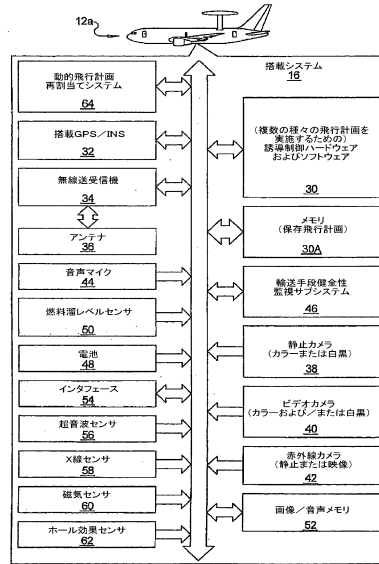 12a
搭載システム
16
動的飛行計画
再割当てシステム
64
搭載GPS/INS
32
無線送受信機
34
アンテナ
36
音声マイク
44
燃料溜レベルセンサ
50
電池
48
インタフェース
54
超音波センサ
56
X線センサ
58
磁気センサ
60
ホール効果センサ
62
(複数の種々の飛行計画を
実施するための)
誘導制御ハードウェア
およびソフトウェア
30
メモリ
(保存飛行計画)
30A
輸送手段健全性
監視サブシステム
46
静止カメラ
(カラーまたは白黒)
38
ビデオカメラ
(カラーおよび/または白黒)
40
赤外線カメラ
(静止または映像)
42
画像/音声メモリ
52